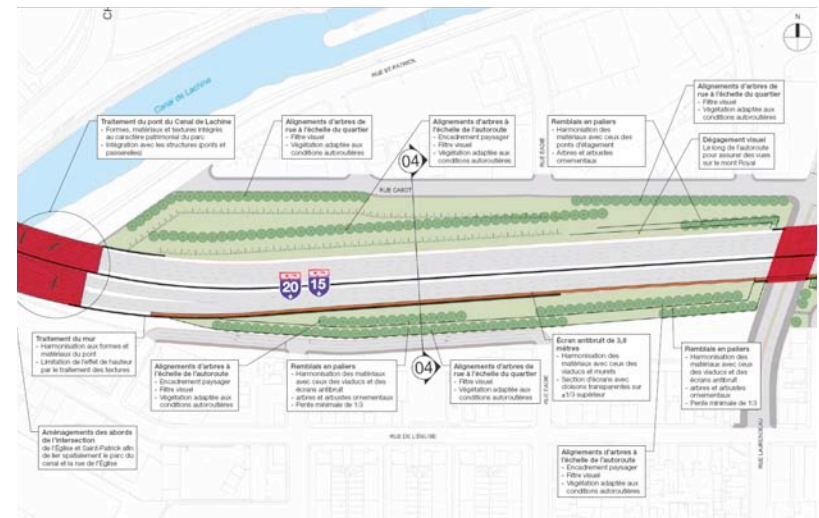 CH
Canal de Lachine
RUE ST-PATRICK
N
Traitement du pont du Canal de Lachine
- Formes, matériaux et textures intégrés
au caractère patrimonial du parc
- Intégration avec les structures (ponts et
passerelles)
Alignements d'arbres de
rue à l'échelle du quartier
- Filtre visuel
- Végétation adaptée aux
conditions autoroutières
Alignements d'arbres à
l'échelle de l'autoroute
- Encadrement paysager
- Filtre visuel
- Végétation adaptée aux
conditions autoroutières
Remblais en paliers
- Harmonisation des
matériaux avec ceux des
ponts d'étagement
- Arbres et arbustes
ornementaux
Alignements d'arbres de
rue à l'échelle du quartier
- Filtre visuel
- Végétation adaptée aux
conditions autoroutières
Dégagement visuel
Le long de l'autoroute
pour assurer des vues
sur le mont Royal
04
RUE EADIE
RUE CABOT
20
15
Traitement du mur
- Harmonisation aux formes et
matériaux du pont
- Limitation de l'effet de hauteur
par le traitement des textures
Alignements d'arbres à
l'échelle de l'autoroute
- Encadrement paysager
- Filtre visuel
- Végétation adaptée aux
conditions autoroutières
Remblais en paliers
- Harmonisation des matériaux
avec ceux des viaducs et des
écrans antibruit
- arbres et arbustes ornementaux
- Pente minimale de 1:3
04
Alignements d'arbres de
rue à l'échelle du quartier
- Filtre visuel
- Végétation adaptée aux
conditions autoroutières
Écran antibruit de 3,8
mètres
- Harmonisation des
matériaux avec ceux des
viaducs et murets
- Section d'écrans avec
cloisons transparentes sur
±1/3 supérieur
Remblais en paliers
- Harmonisation des
matériaux avec ceux des
viaducs et des écrans
antibruit
- arbres et arbustes
ornementaux
- Pente minimale de 1:3
RUE EADIE
Aménagements des abords
de l'intersection
de l'Église et Saint-Patrick afin
de lier spatialement le parc du
canal et la rue de l'Église
RUE DE L'ÉGLISE
RUE LAURENDEAU
Alignements d'arbres à
l'échelle de l'autoroute
- Encadrement paysager
- Filtre visuel
- Végétation adaptée aux
conditions autoroutières